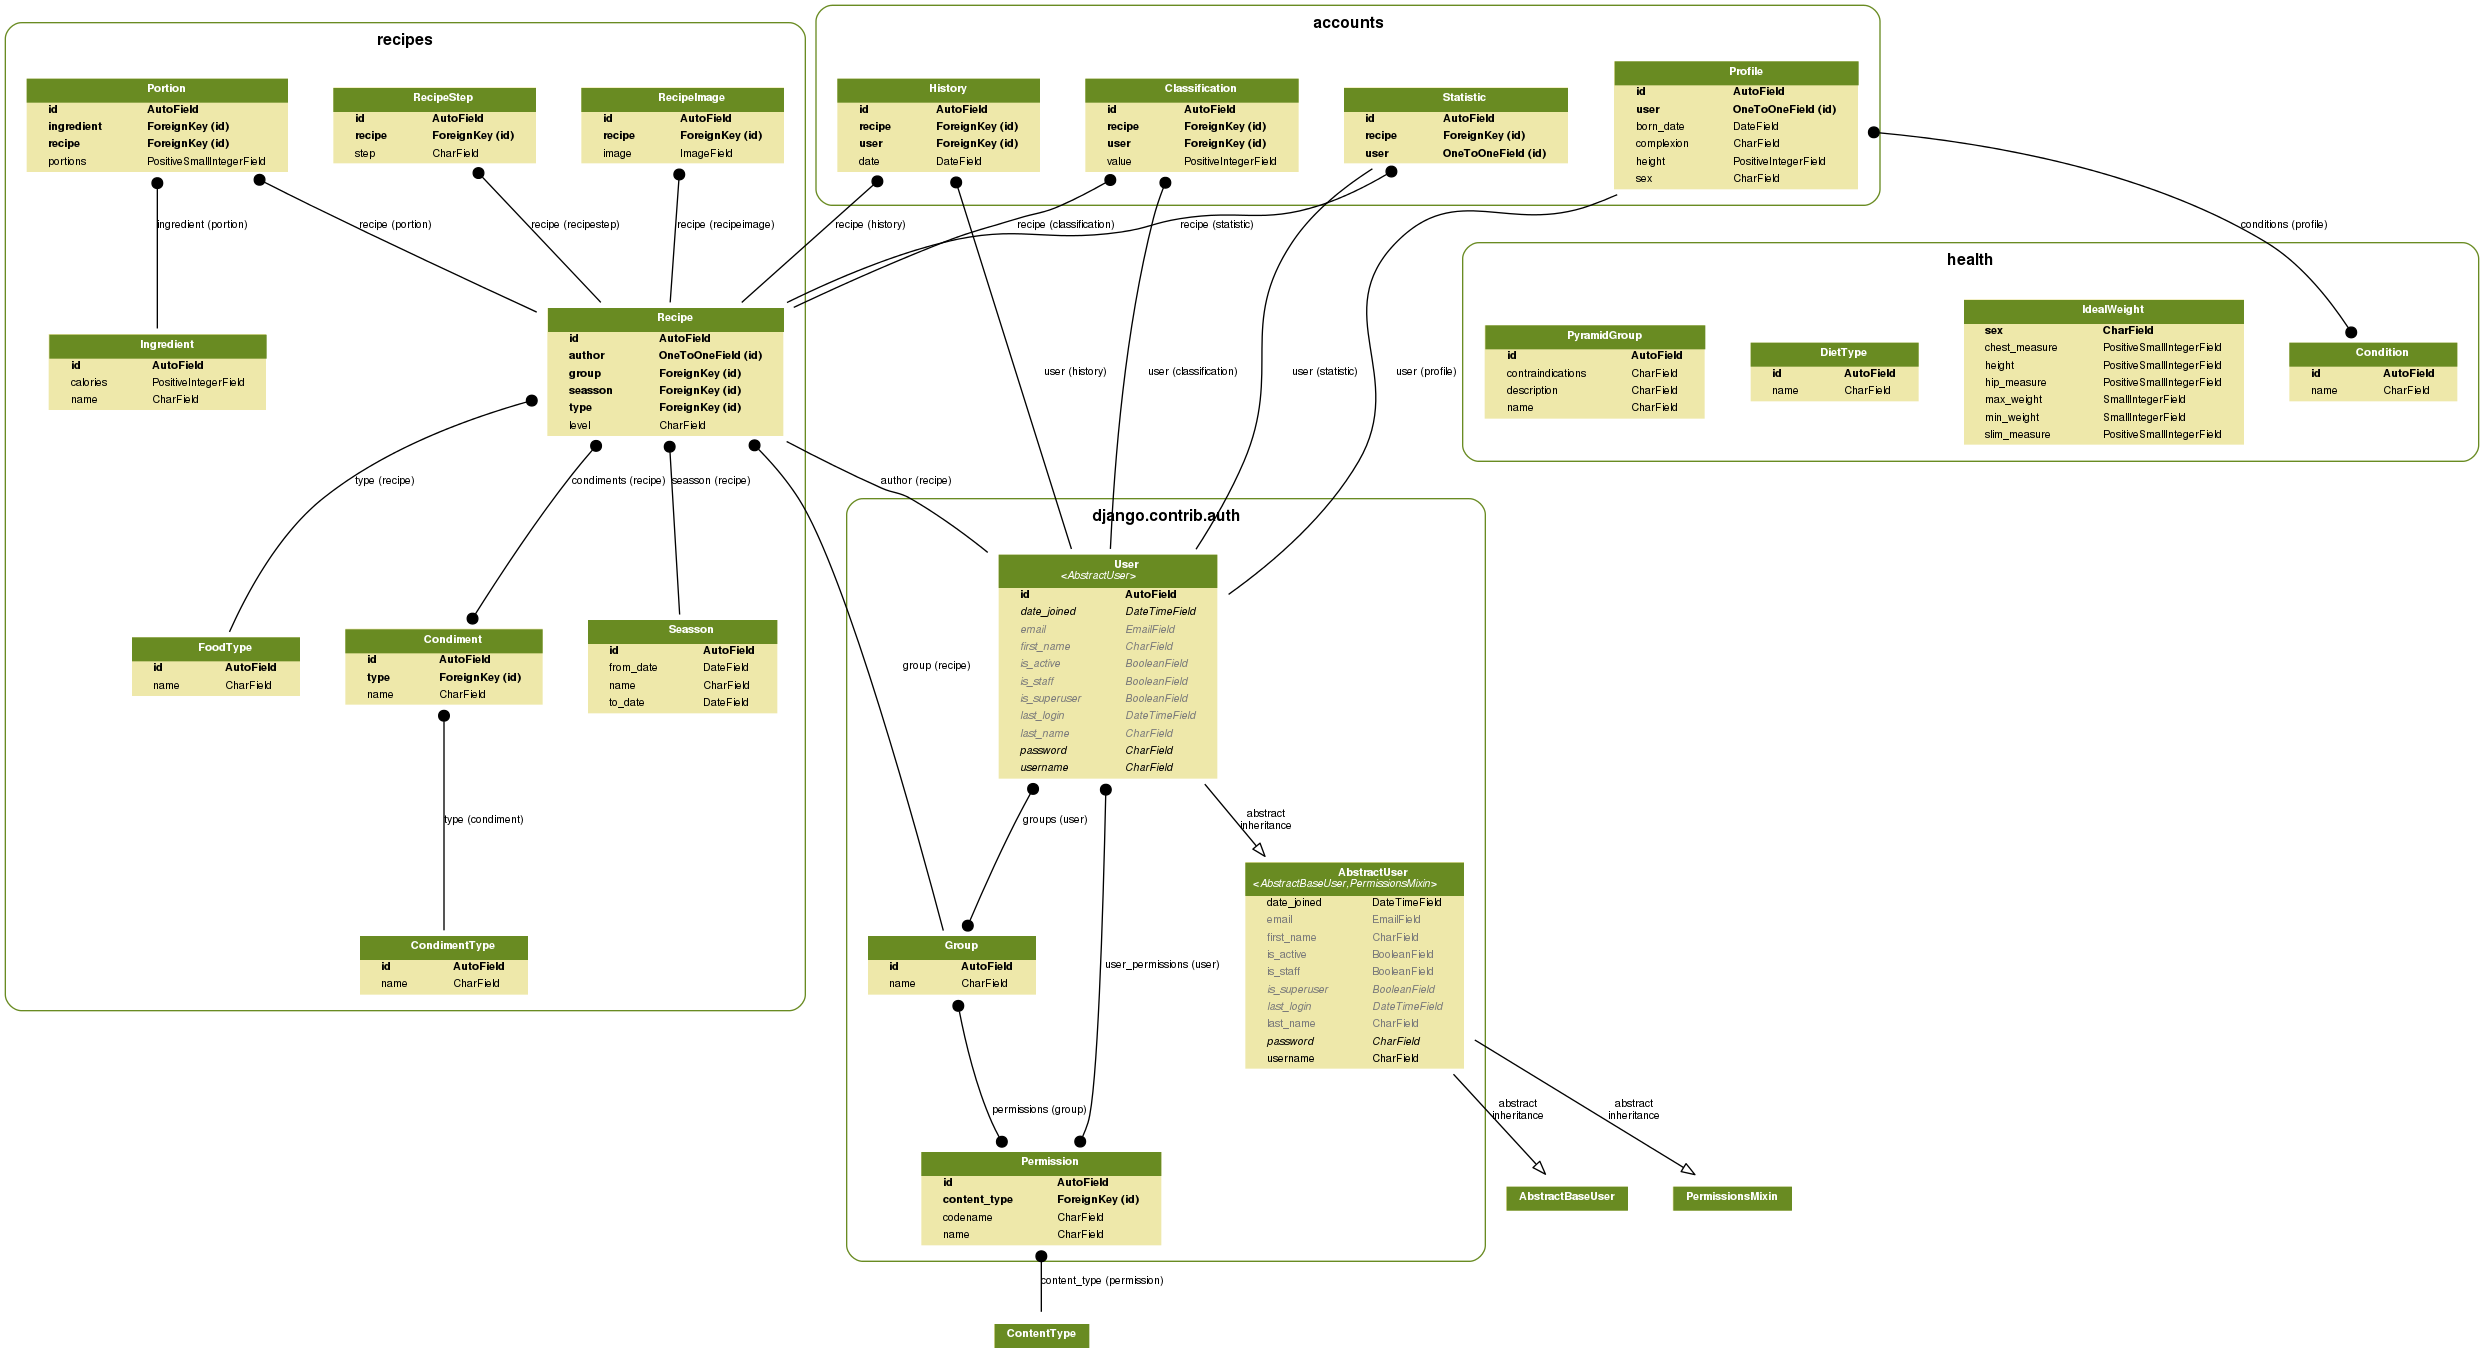 recipes
Portion
id AutoField
ingredient ForeignKey (id)
recipe ForeignKey (id)
portions PositiveSmallIntegerField
RecipeStep
id AutoField
recipe ForeignKey (id)
step CharField
RecipeImage
id AutoField
recipe ForeignKey (id)
image ImageField
ingredient (portion)
recipe (portion)
recipe (recipestep)
recipe (recipeimage)
Ingredient
id AutoField
calories PositiveIntegerField
name CharField
Recipe
id AutoField
author OneToOneField (id)
group ForeignKey (id)
seasson ForeignKey (id)
type ForeignKey (id)
level CharField
type (recipe)
condiments (recipe)
seasson (recipe)
FoodType
id AutoField
name CharField
Condiment
id AutoField
type ForeignKey (id)
name CharField
Seasson
id AutoField
from_date DateField
name CharField
to_date DateField
type (condiment)
CondimentType
id AutoField
name CharField
accounts
History
id AutoField
recipe ForeignKey (id)
user ForeignKey (id)
date DateField
Classification
id AutoField
recipe ForeignKey (id)
user ForeignKey (id)
value PositiveIntegerField
Statistic
id AutoField
recipe ForeignKey (id)
user OneToOneField (id)
Profile
id AutoField
user OneToOneField (id)
born_date DateField
complexion CharField
height PositiveIntegerField
sex CharField
recipe (history)
recipe (classification)
recipe (statistic)
conditions (profile)
user (history)
user (classification)
user (statistic)
user (profile)
health
PyramidGroup
id AutoField
contraindications CharField
description CharField
name CharField
DietType
id AutoField
name CharField
IdealWeight
sex CharField
chest_measure PositiveSmallIntegerField
height PositiveSmallIntegerField
hip_measure PositiveSmallIntegerField
max_weight SmallIntegerField
min_weight SmallIntegerField
slim_measure PositiveSmallIntegerField
Condition
id AutoField
name CharField
author (recipe)
group (recipe)
django.contrib.auth
User
<AbstractUser>
id AutoField
date_joined DateTimeField
email EmailField
first_name CharField
is_active BooleanField
is_staff BooleanField
is_superuser BooleanField
last_login DateTimeField
last_name CharField
password CharField
username CharField
groups (user)
user_permissions (user)
abstract
inheritance
AbstractUser
<AbstractBaseUser,PermissionsMixin>
date_joined DateTimeField
email EmailField
first_name CharField
is_active BooleanField
is_staff BooleanField
is_superuser BooleanField
last_login DateTimeField
last_name CharField
password CharField
username CharField
Group
id AutoField
name CharField
permissions (group)
Permission
id AutoField
content_type ForeignKey (id)
codename CharField
name CharField
abstract
inheritance
abstract
inheritance
AbstractBaseUser
PermissionsMixin
content_type (permission)
ContentType